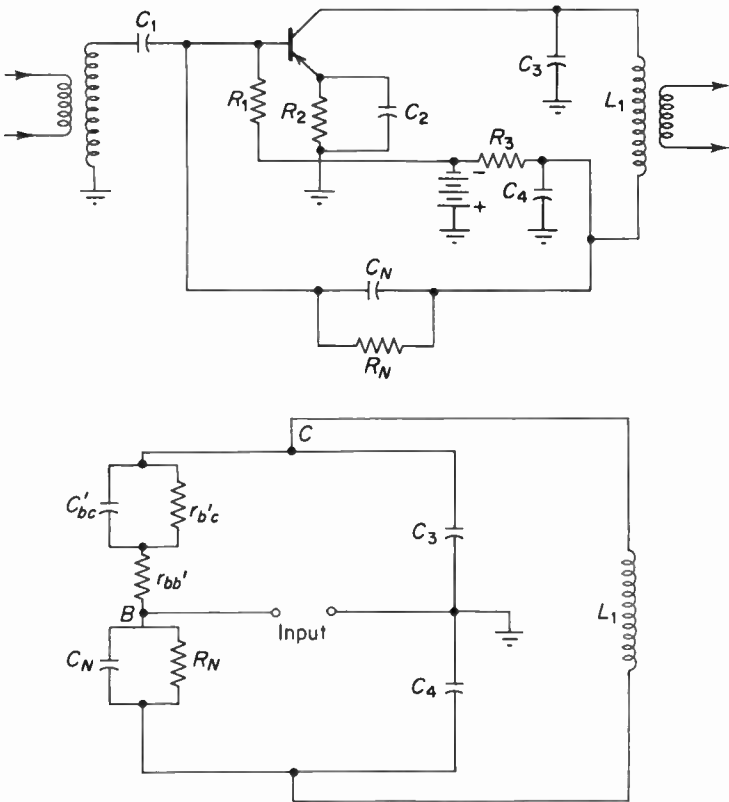 C1
C3
R1
R2
C2
L1
R3
-
C4
+
CN
RN
C
C'bc
rb'c
C3
rbb'
B
Input
L1
CN
RN
C4